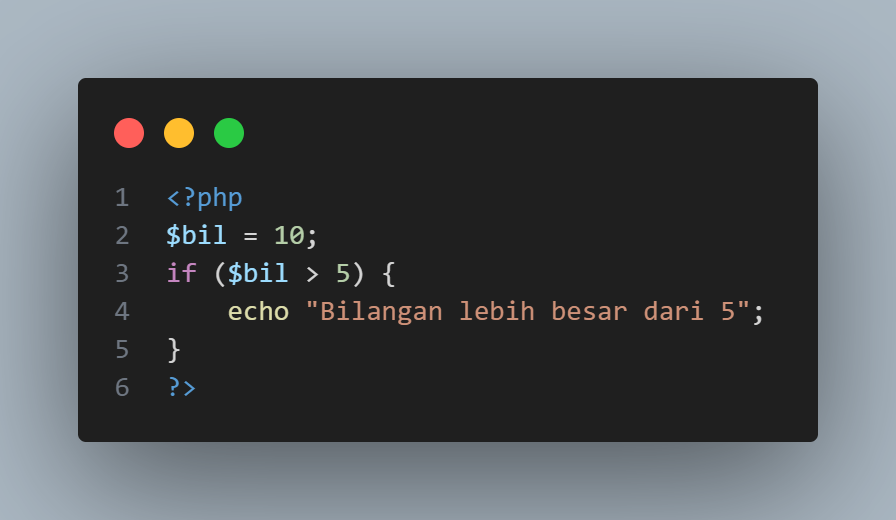 1 <?php
2 $bil = 10;
3 if ($bil > 5) {
4     echo "Bilangan lebih besar dari 5";
5 }
6 ?>